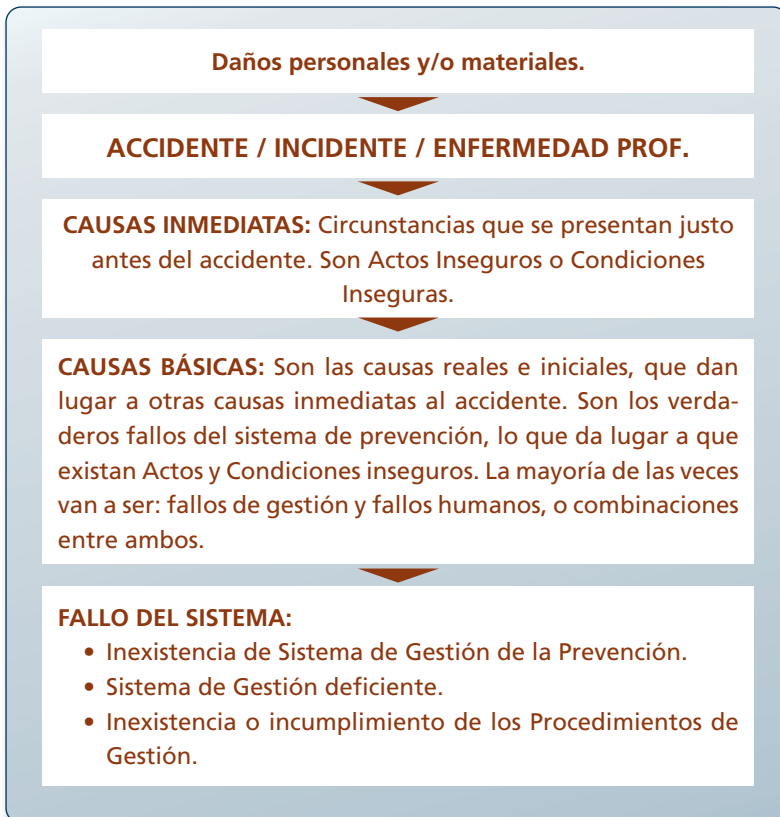 Daños personales y/o materiales.
ACCIDENTE / INCIDENTE / ENFERMEDAD PROF.
CAUSAS INMEDIATAS: Circunstancias que se presentan justo
antes del accidente. Son Actos Inseguros o Condiciones
Inseguras.
CAUSAS BÁSICAS: Son las causas reales e iniciales, que dan
lugar a otras causas inmediatas al accidente. Son los verda-
deros fallos del sistema de prevención, lo que da lugar a que
existan Actos y Condiciones inseguros. La mayoría de las veces
van a ser: fallos de gestión y fallos humanos, o combinaciones
entre ambos.
FALLO DEL SISTEMA:
• Inexistencia de Sistema de Gestión de la Prevención.
• Sistema de Gestión deficiente.
• Inexistencia o incumplimiento de los Procedimientos de
Gestión.